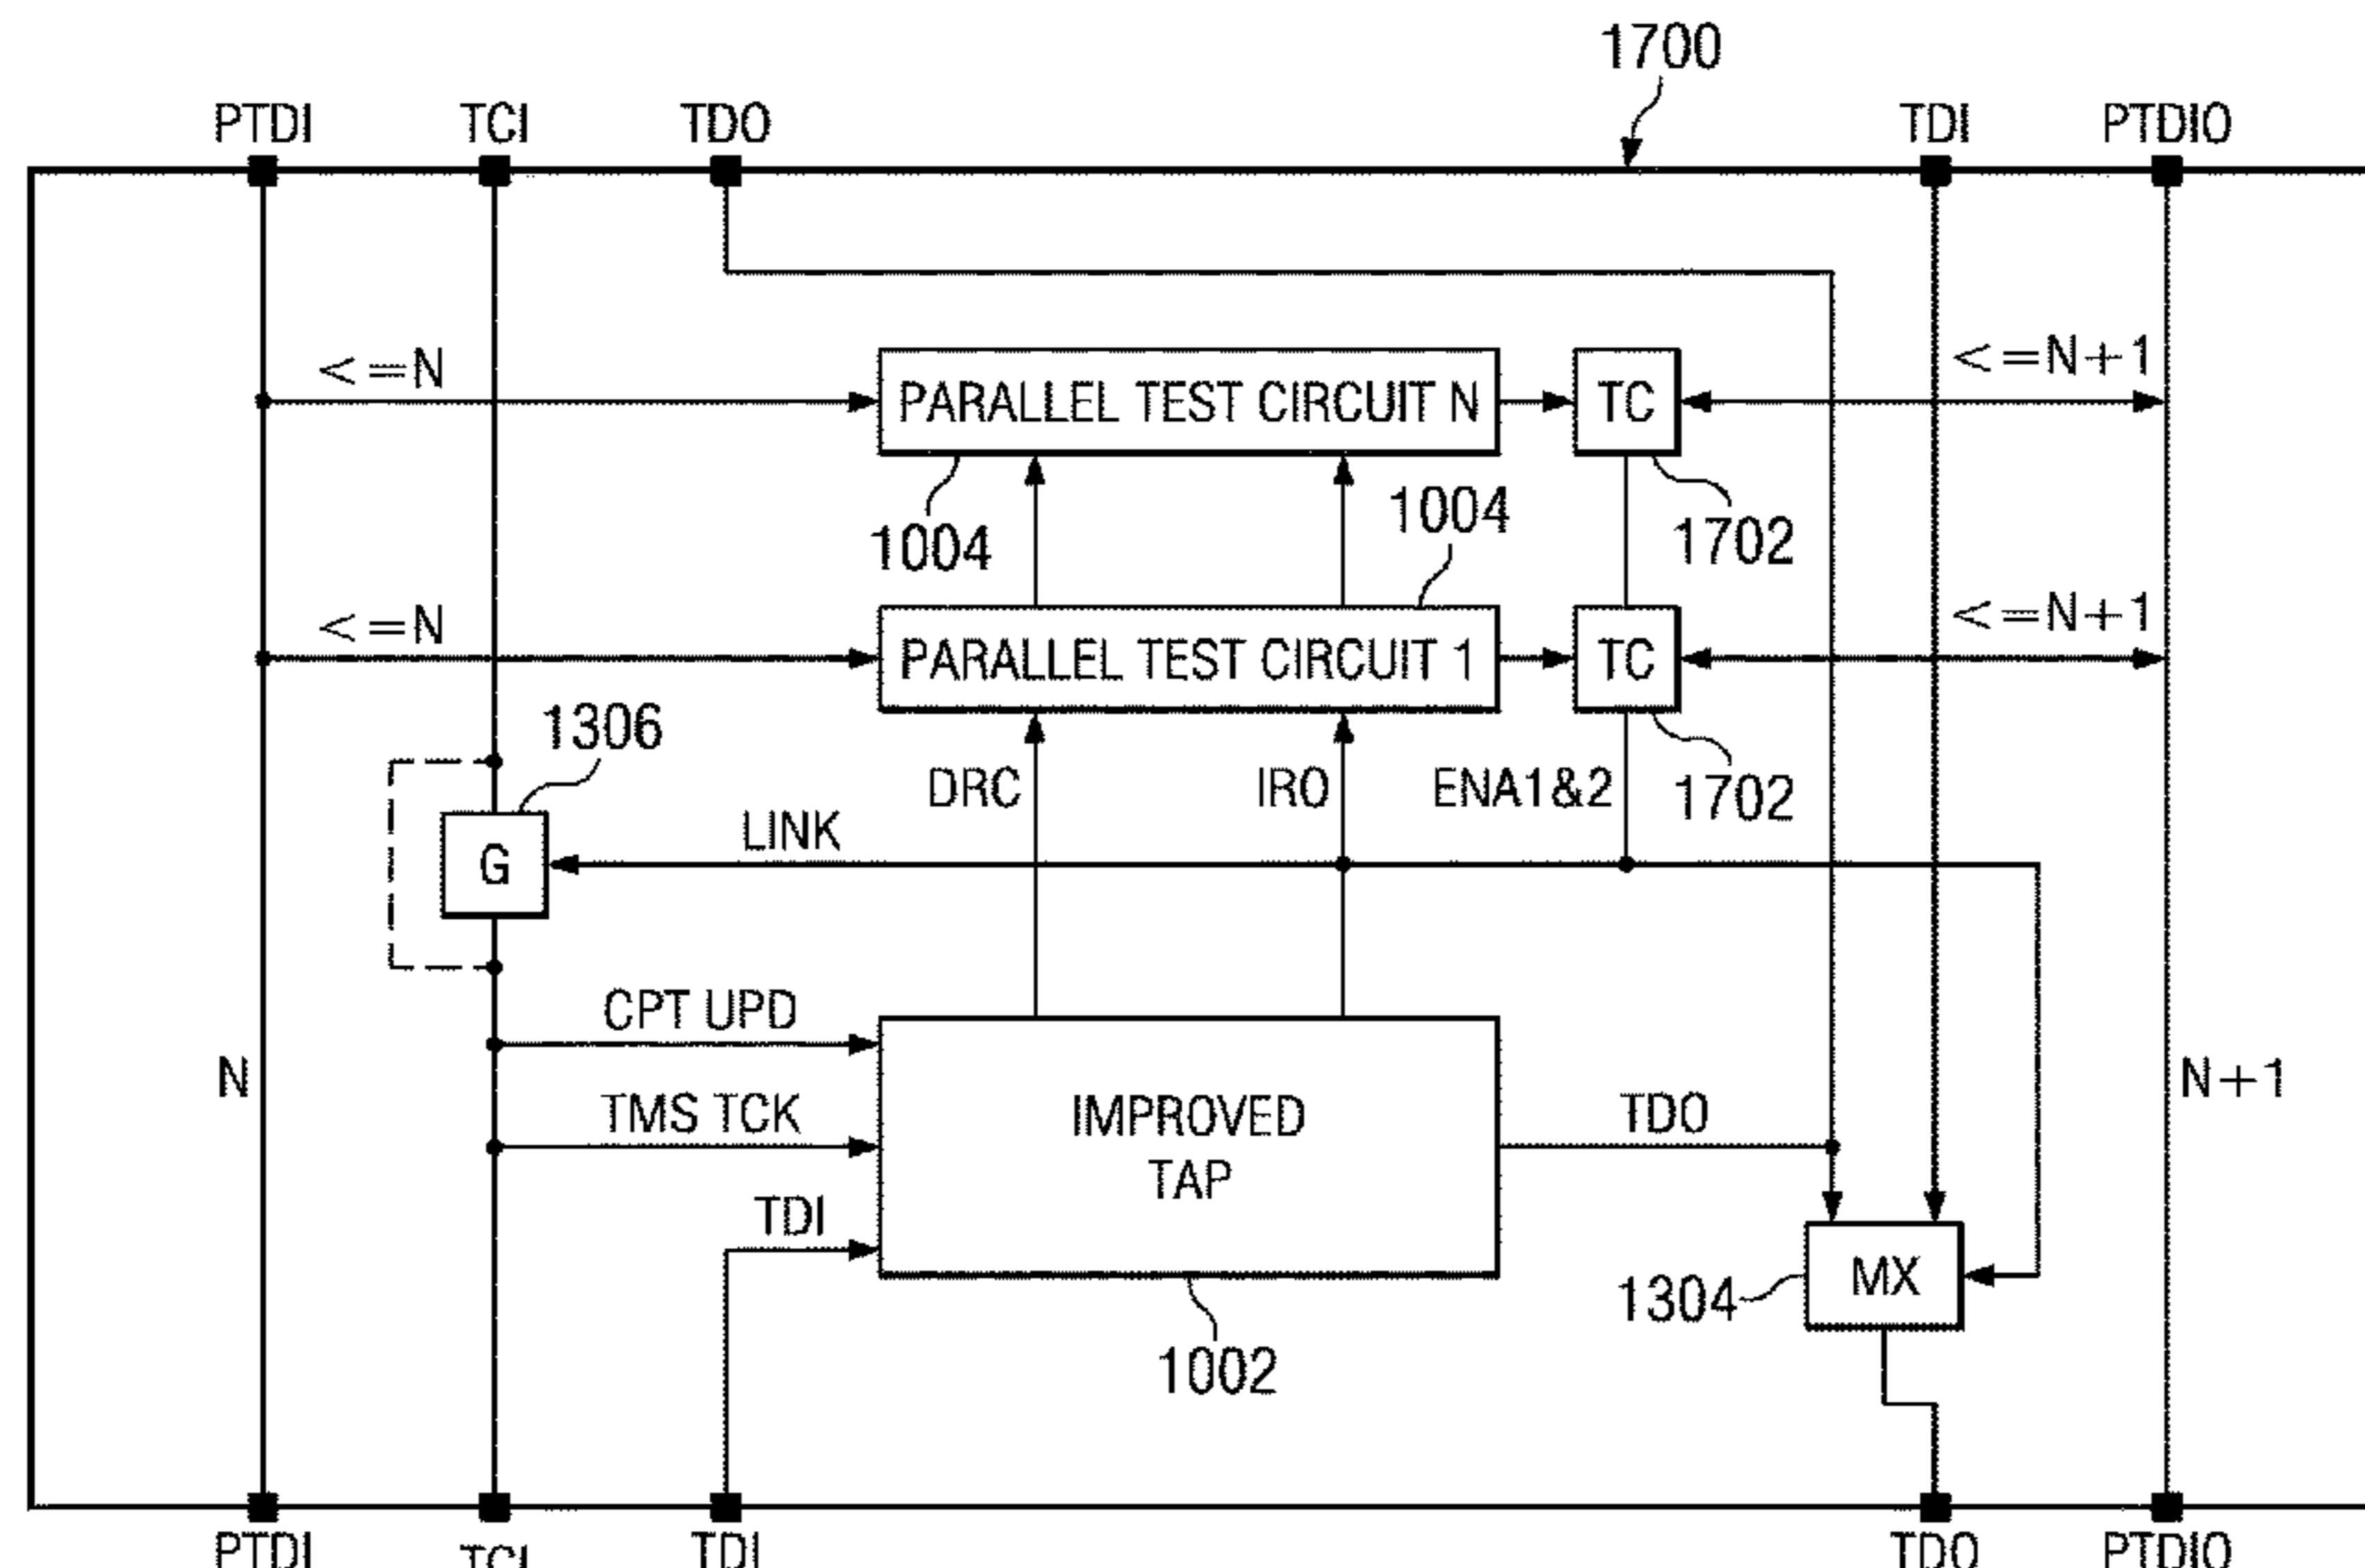 1700
PTDI
TCI
TDO
TDI
PTDIO
<=N
PARALLEL TEST CIRCUIT N
TC
<=N+1
1004
1004
1702
<=N
PARALLEL TEST CIRCUIT 1
TC
<=N+1
1306
DRC
IRO
ENA1&2
1702
LINK
G
CPT UPD
N
TMS TCK
IMPROVED
TAP
TDO
N+1
TDI
MX
1304
1002
PTDI
TCI
TDI
TDO
PTDIO